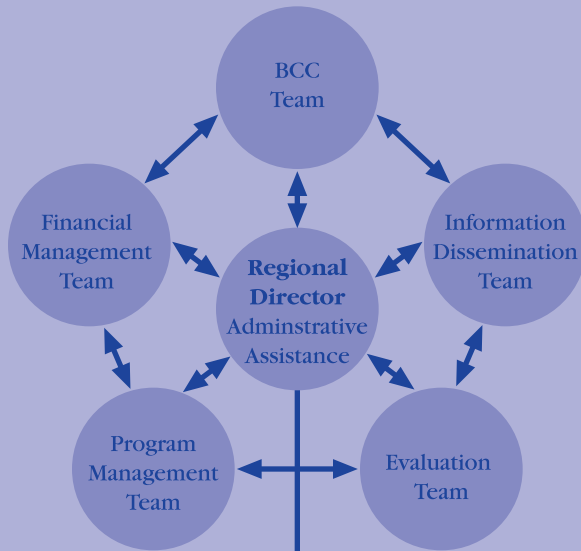 BCC
Team
Financial
Management
Team
Information
Dissemination
Team
Regional
Director
Adminstrative
Assistance
Program
Management
Team
Evaluation
Team